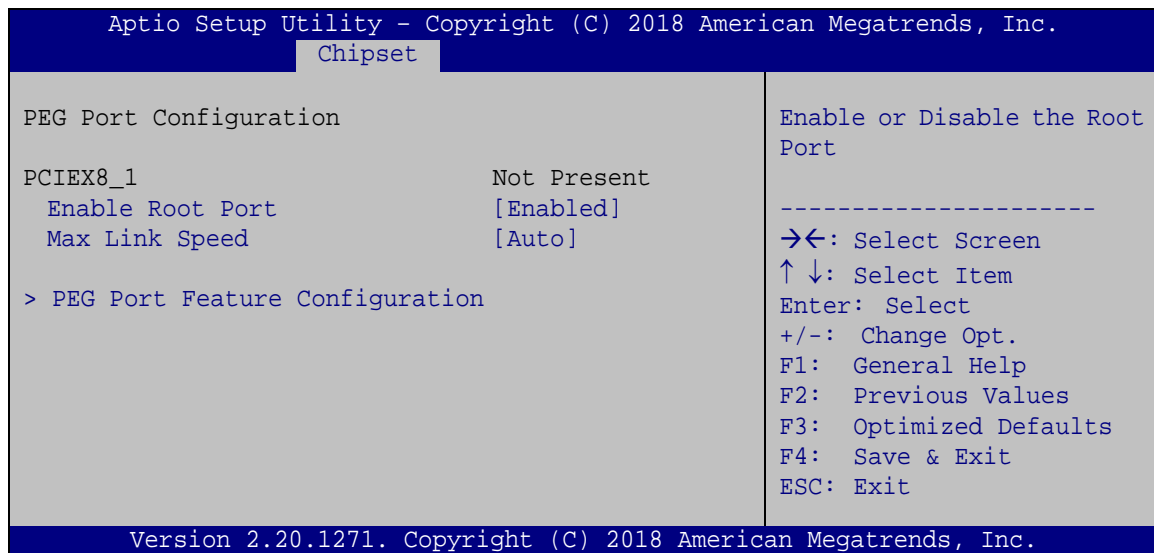 Aptio Setup Utility – Copyright (C) 2018 American Megatrends, Inc.
Chipset
PEG Port Configuration
PCIEX8_1 Not Present
Enable Root Port [Enabled]
Max Link Speed [Auto]
> PEG Port Feature Configuration
Enable or Disable the Root
Port
----------------------
→←: Select Screen
↑ ↓: Select Item
Enter: Select
+/-: Change Opt.
F1: General Help
F2: Previous Values
F3: Optimized Defaults
F4: Save & Exit
ESC: Exit
Version 2.20.1271. Copyright (C) 2018 American Megatrends, Inc.